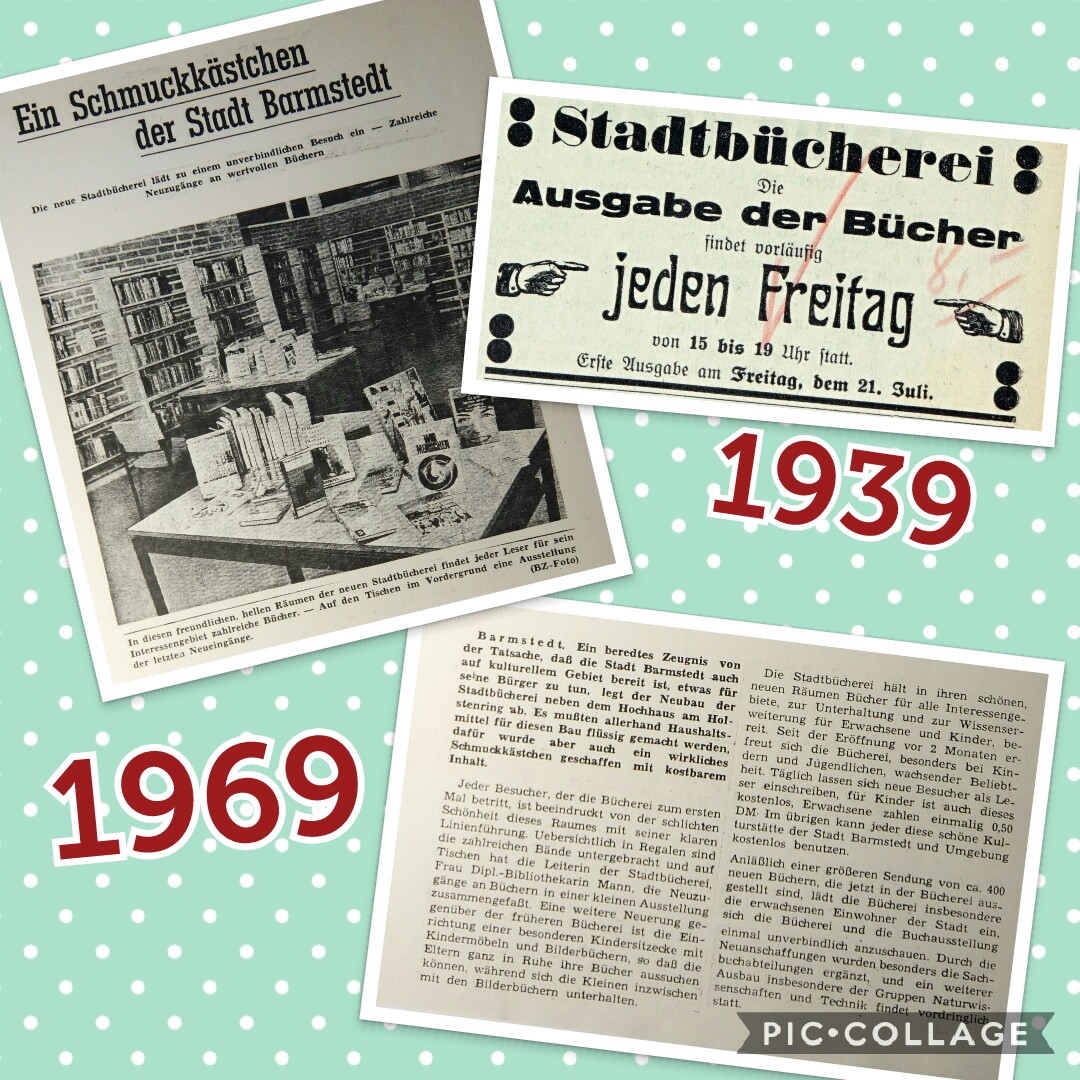 Ein Schmuckkästchen
der Stadt Barmstedt
Die neue Stadtbücherei lädt zu einem unverbindlichen Besuch ein — Zahlreiche
Neuzugänge an wertvollen Büchern
WIR
MENSCHEN
In diesen freundlichen, hellen Räumen der neuen Stadtbücherei findet jeder Leser für sein
Interessengebiet zahlreiche Bücher. — Auf den Tischen im Vordergrund eine Ausstellung
der letzten Neueingänge.
(BZ-Foto)
Stadtbücherei
Die
Ausgabe der Bücher
findet vorläufig
jeden Freitag
von 15 bis 19 Uhr statt.
Erste Ausgabe am Freitag, dem 21. Juli.
1939
1969
Barmstedt. Ein beredtes Zeugnis von
der Tatsache, daß die Stadt Barmstedt auch
auf kulturellem Gebiet bereit ist, etwas für
seine Bürger zu tun, legt der Neubau der
Stadtbücherei neben dem Hochhaus am Hol-
stenring ab. Es mußten allerhand Haushalts-
mittel für diesen Bau flüssig gemacht werden,
dafür wurde aber auch ein wirkliches
Schmuckkästchen geschaffen mit kostbarem
Inhalt.
Jeder Besucher, der die Bücherei zum ersten
Mal betritt, ist beeindruckt von der schlichten
Schönheit dieses Raumes mit seiner klaren
Linienführung. Uebersichtlich in Regalen sind
die zahlreichen Bände untergebracht und auf
Tischen hat die Leiterin der Stadtbücherei,
Frau Dipl.-Bibliothekarin Mann, die Neuzu-
gänge an Büchern in einer kleinen Ausstellung
zusammengefaßt. Eine weitere Neuerung ge-
genüber der früheren Bücherei ist die Ein-
richtung einer besonderen Kindersitzecke mit
Kindermöbeln und Bilderbüchern, so daß die
Eltern ganz in Ruhe ihre Bücher aussuchen
können, während sich die Kleinen inzwischen
mit den Bilderbüchern unterhalten.
Die Stadtbücherei hält in ihren schönen,
neuen Räumen Bücher für alle Interessenge-
biete, zur Unterhaltung und zur Wissenser-
weiterung für Erwachsene und Kinder, be-
reit. Seit der Eröffnung vor 2 Monaten er-
freut sich die Bücherei, besonders bei Kin-
dern und Jugendlichen, wachsender Beliebt-
heit. Täglich lassen sich neue Besucher als Le-
ser einschreiben, für Kinder ist auch dieses
kostenlos, Erwachsene zahlen einmalig 0,50
DM. Im übrigen kann jeder diese schöne Kul-
turstätte der Stadt Barmstedt und Umgebung
kostenlos benutzen.
Anläßlich einer größeren Sendung von ca. 400
neuen Büchern, die jetzt in der Bücherei aus-
gestellt sind, lädt die Bücherei insbesondere
die erwachsenen Einwohner der Stadt ein,
sich die Bücherei und die Buchausstellung
einmal unverbindlich anzuschauen. Durch die
Neuanschaffungen wurden besonders die Sach-
buchabteilungen ergänzt, und ein weiterer
Ausbau insbesondere der Gruppen Naturwis-
senschaften und Technik findet vordringlich
statt.
PIC•COLLAGE